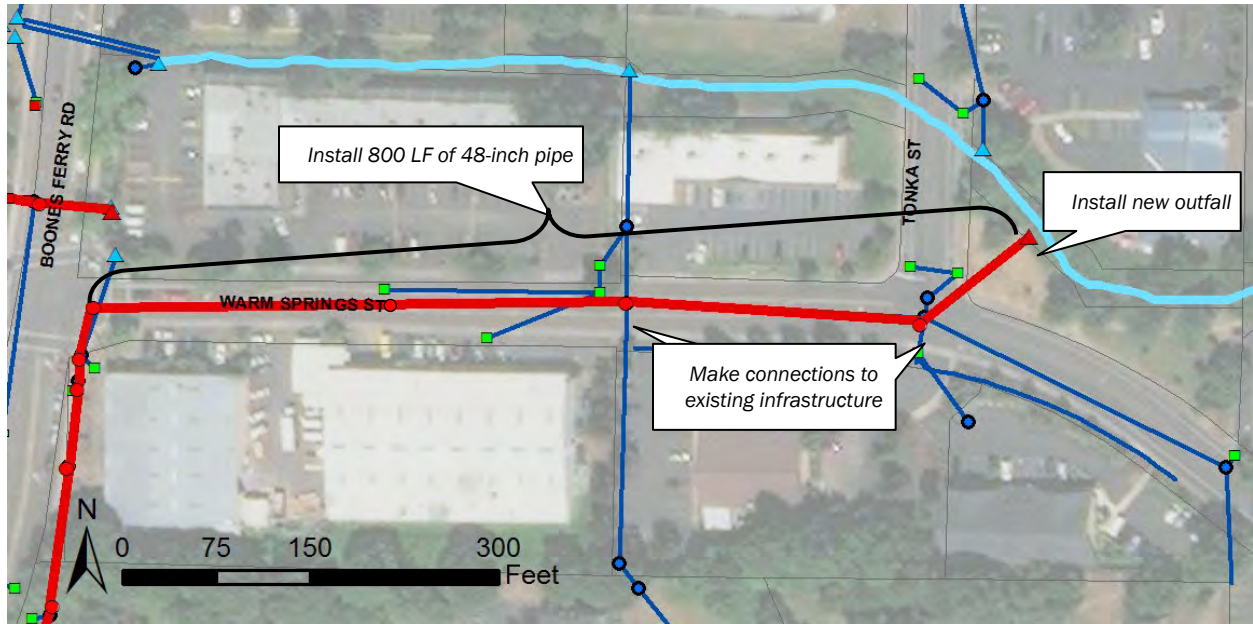 BOONES FERRY RD
Install 800 LF of 48-inch pipe
TONKA ST
Install new outfall
WARM SPRINGS ST
Make connections to
existing infrastructure
N
0 75 150 300
Feet